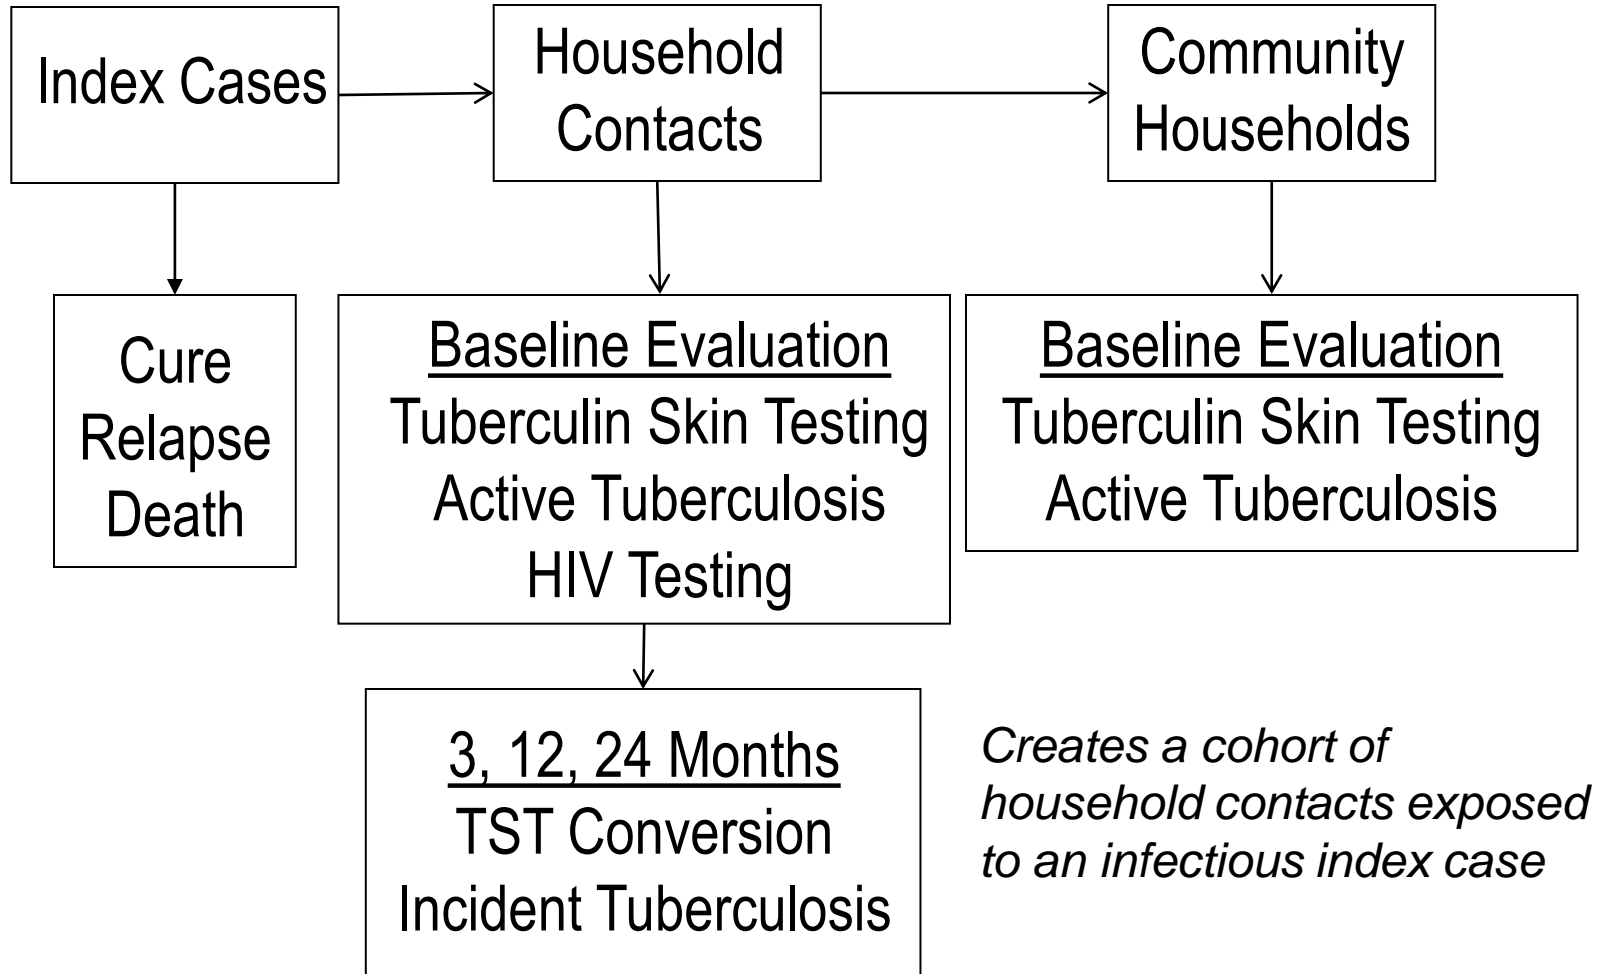 Index Cases
Household
Contacts
Community
Households
Cure
Relapse
Death
Baseline Evaluation
Tuberculin Skin Testing
Active Tuberculosis
HIV Testing
Baseline Evaluation
Tuberculin Skin Testing
Active Tuberculosis
3, 12, 24 Months
TST Conversion
Incident Tuberculosis
Creates a cohort of
household contacts exposed
to an infectious index case